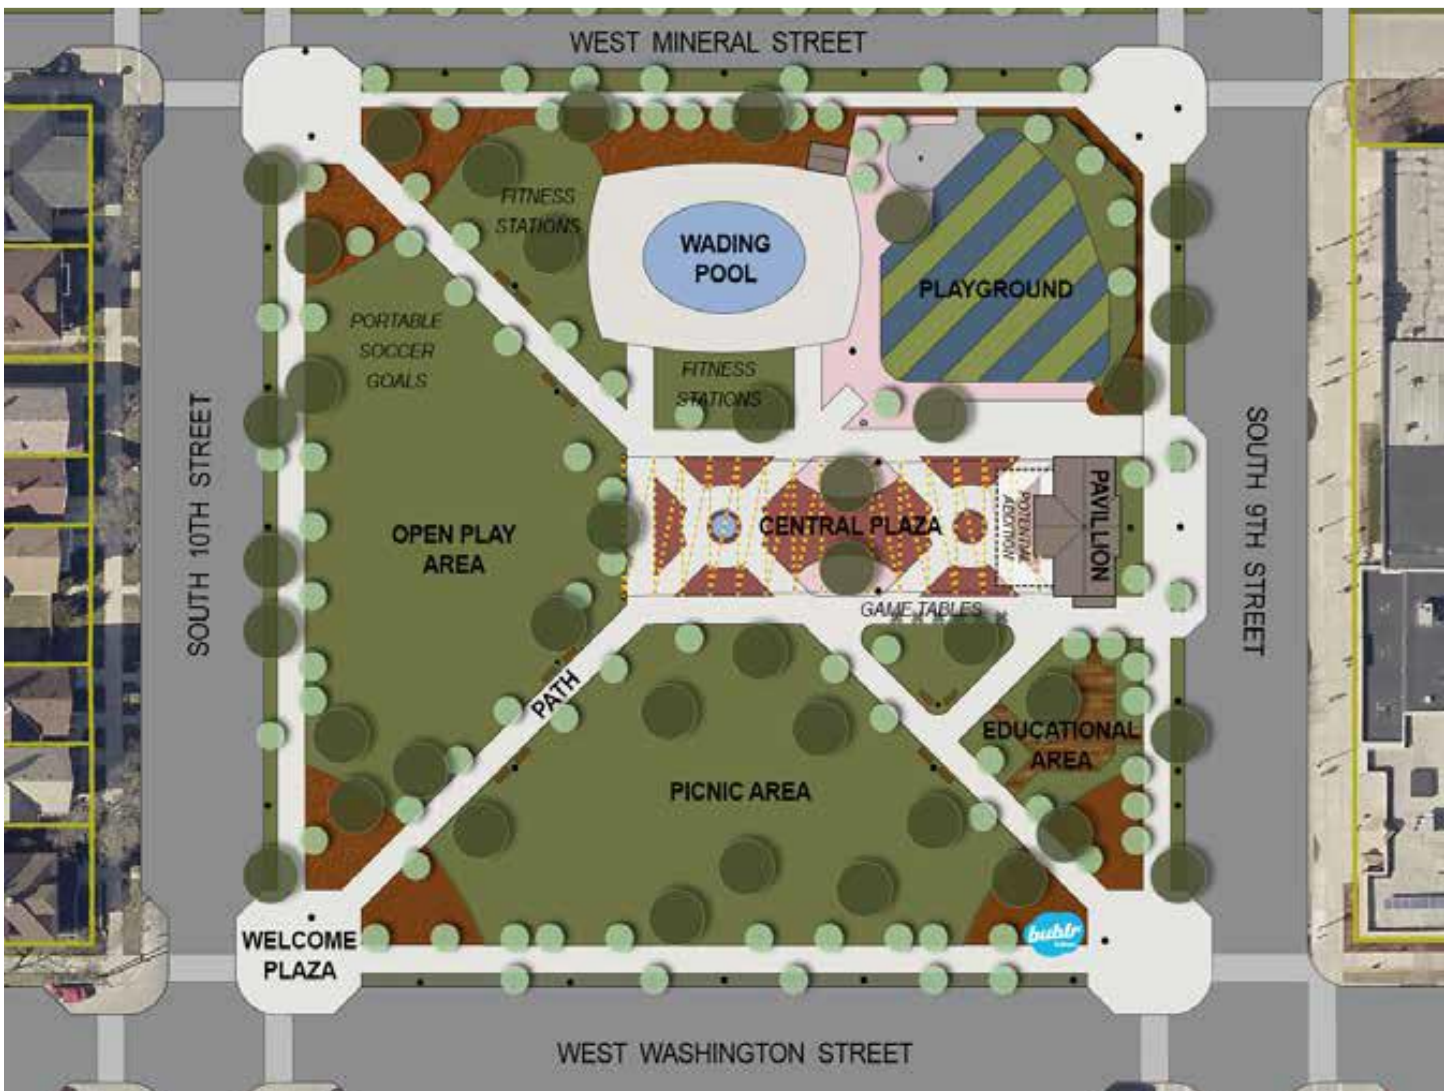 WEST MINERAL STREET
FITNESS
STATIONS
WADING
POOL
PLAYGROUND
PORTABLE
SOCCER
GOALS
FITNESS
STATIONS
SOUTH 10TH STREET
SOUTH 9TH STREET
OPEN PLAY
AREA
CENTRAL PLAZA
POTENTIAL
ADDITION
PAVILLION
GAME TABLES
PATH
EDUCATIONAL
AREA
PICNIC AREA
WELCOME
PLAZA
bublr
WEST WASHINGTON STREET